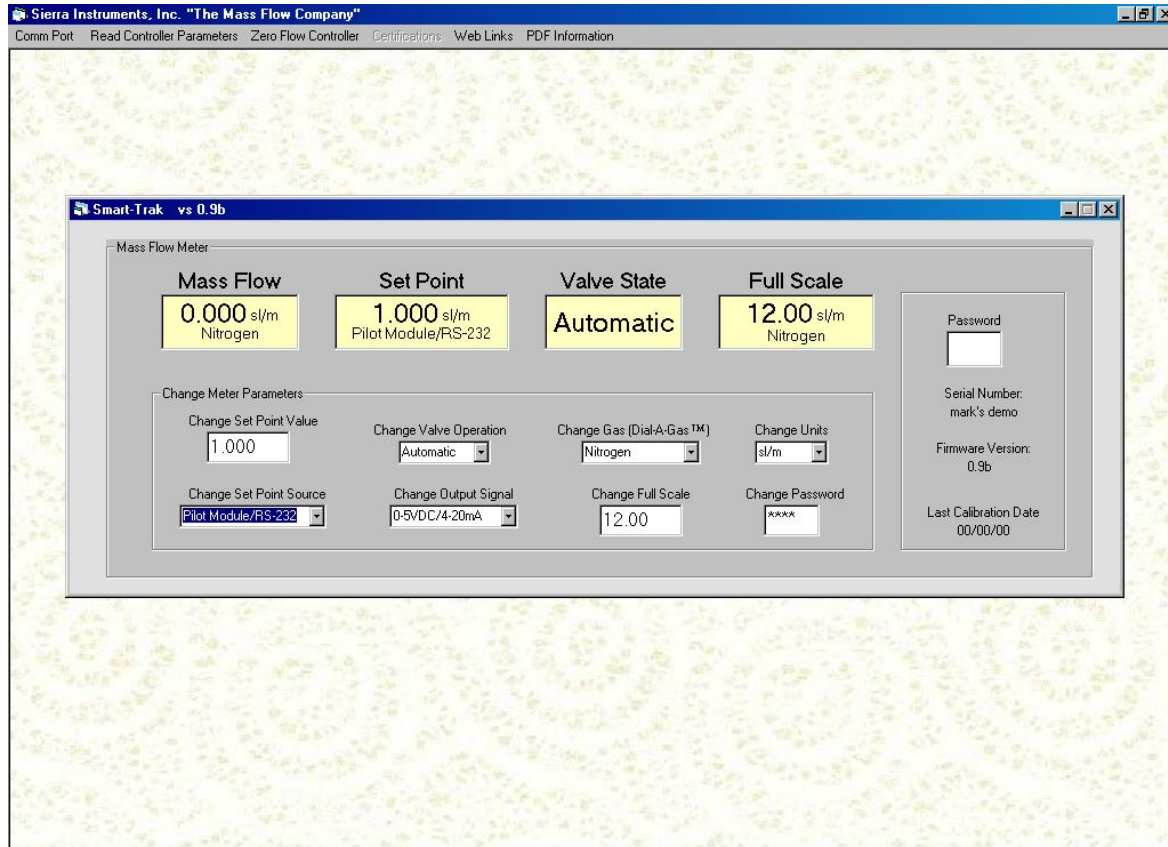 Sierra Instruments, Inc. "The Mass Flow Company"
Comm Port Read Controller Parameters Zero Flow Controller Certifications Web Links PDF Information
Smart-Trak vs 0.9b
Mass Flow Meter
Mass Flow Set Point Valve State Full Scale
0.000 sl/m 1.000 sl/m Automatic 12.00 sl/m
Nitrogen Pilot Module/RS-232 Nitrogen
Password
Change Meter Parameters
Serial Number:
mark's demo
Change Set Point Value Change Valve Operation Change Gas (Dial-A-Gas™) Change Units
1.000 Automatic Nitrogen sl/m
Firmware Version:
0.9b
Change Set Point Source Change Output Signal Change Full Scale Change Password
Pilot Module/RS-232 0-5VDC/4-20mA 12.00 ****
Last Calibration Date
00/00/00